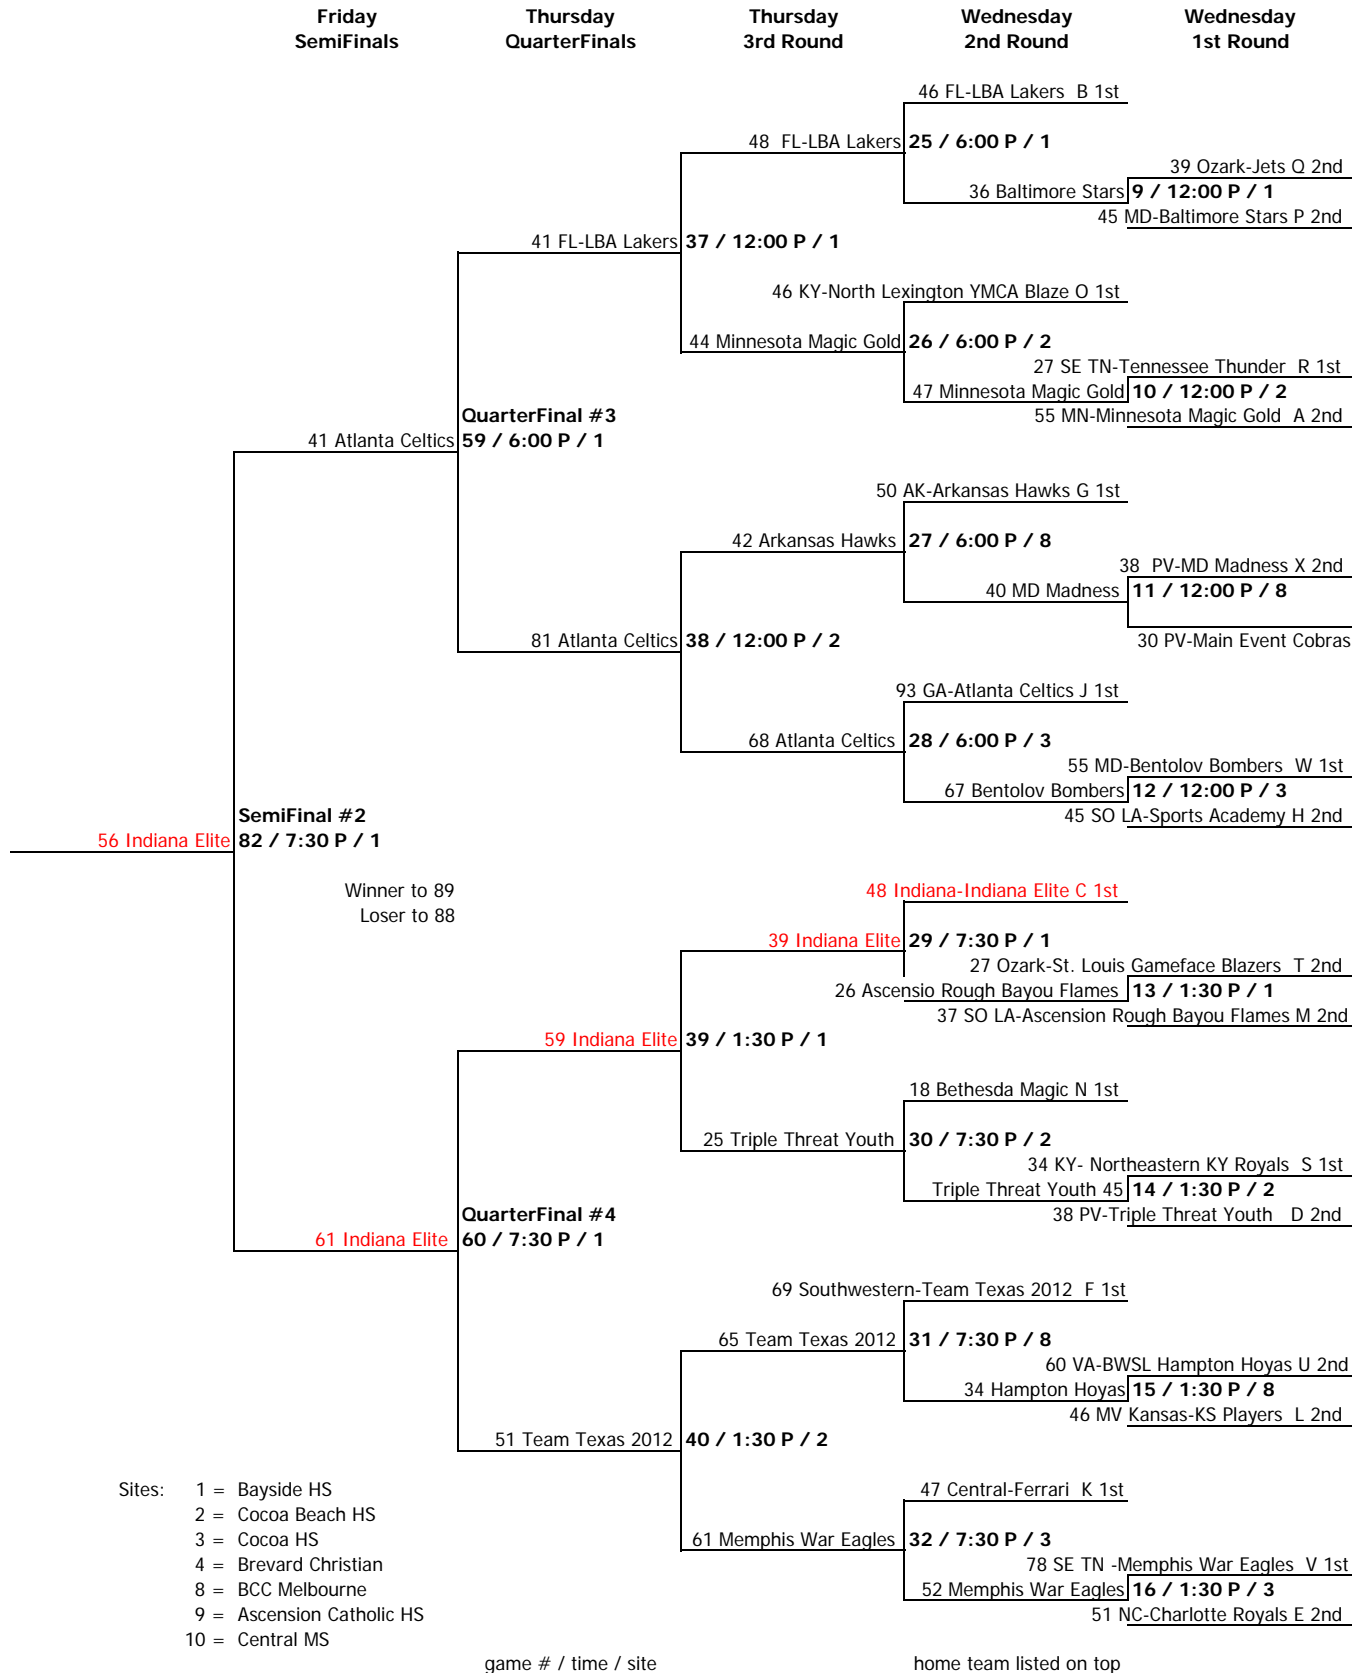 Friday Thursday Thursday Wednesday Wednesday
SemiFinals QuarterFinals 3rd Round 2nd Round 1st Round
46 FL-LBA Lakers B 1st
48 FL-LBA Lakers 25 / 6:00 P / 1
39 Ozark-Jets Q 2nd
36 Baltimore Stars 9 / 12:00 P / 1
45 MD-Baltimore Stars P 2nd
41 FL-LBA Lakers 37 / 12:00 P / 1
46 KY-North Lexington YMCA Blaze O 1st
44 Minnesota Magic Gold 26 / 6:00 P / 2
27 SE TN-Tennessee Thunder R 1st
47 Minnesota Magic Gold 10 / 12:00 P / 2
QuarterFinal #3 55 MN-Minnesota Magic Gold A 2nd
41 Atlanta Celtics 59 / 6:00 P / 1
50 AK-Arkansas Hawks G 1st
42 Arkansas Hawks 27 / 6:00 P / 8
38 PV-MD Madness X 2nd
40 MD Madness 11 / 12:00 P / 8
81 Atlanta Celtics 38 / 12:00 P / 2 30 PV-Main Event Cobras
93 GA-Atlanta Celtics J 1st
68 Atlanta Celtics 28 / 6:00 P / 3
55 MD-Bentolov Bombers W 1st
67 Bentolov Bombers 12 / 12:00 P / 3
SemiFinal #2 45 SO LA-Sports Academy H 2nd
56 Indiana Elite 82 / 7:30 P / 1
Winner to 89 48 Indiana-Indiana Elite C 1st
Loser to 88
39 Indiana Elite 29 / 7:30 P / 1
27 Ozark-St. Louis Gameface Blazers T 2nd
26 Ascensio Rough Bayou Flames 13 / 1:30 P / 1
37 SO LA-Ascension Rough Bayou Flames M 2nd
59 Indiana Elite 39 / 1:30 P / 1
18 Bethesda Magic N 1st
25 Triple Threat Youth 30 / 7:30 P / 2
34 KY- Northeastern KY Royals S 1st
Triple Threat Youth 45 14 / 1:30 P / 2
QuarterFinal #4 38 PV-Triple Threat Youth D 2nd
61 Indiana Elite 60 / 7:30 P / 1
69 Southwestern-Team Texas 2012 F 1st
65 Team Texas 2012 31 / 7:30 P / 8
60 VA-BWSL Hampton Hoyas U 2nd
34 Hampton Hoyas 15 / 1:30 P / 8
46 MV Kansas-KS Players L 2nd
51 Team Texas 2012 40 / 1:30 P / 2
Sites: 1 = Bayside HS 47 Central-Ferrari K 1st
2 = Cocoa Beach HS
3 = Cocoa HS 61 Memphis War Eagles 32 / 7:30 P / 3
4 = Brevard Christian 78 SE TN -Memphis War Eagles V 1st
8 = BCC Melbourne 52 Memphis War Eagles 16 / 1:30 P / 3
9 = Ascension Catholic HS 51 NC-Charlotte Royals E 2nd
10 = Central MS
game # / time / site home team listed on top